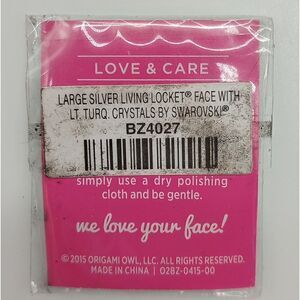 LOVE & CARE
LARGE SILVER LIVING LOCKET® FACE WITH
LT. TURQ. CRYSTALS BY SWAROVSKI®
BZ4027
simply use a dry polishing
cloth and be gentle.
we love your face!
© 2015 ORIGAMI OWL, LLC. ALL RIGHTS RESERVED.
MADE IN CHINA | 02BZ-0415-00